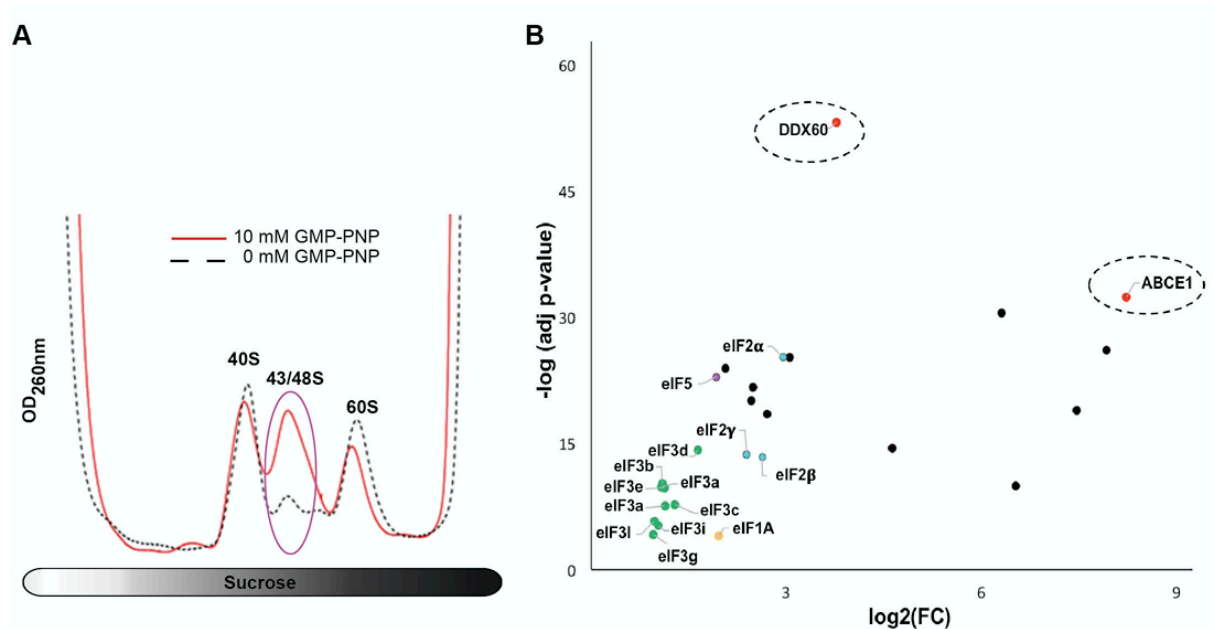 A
10 mM GMP-PNP
0 mM GMP-PNP
40S
43/48S
60S
OD260nm
Sucrose
B
60
45
30
15
0
3
6
9
-log (adj p-value)
log2(FC)
DDX60
ABCE1
eIF2α
eIF5
eIF2γ
eIF3d
eIF2β
eIF3b
eIF3a
eIF3e
eIF3a
eIF3c
eIF3l
eIF3i
eIF1A
eIF3g